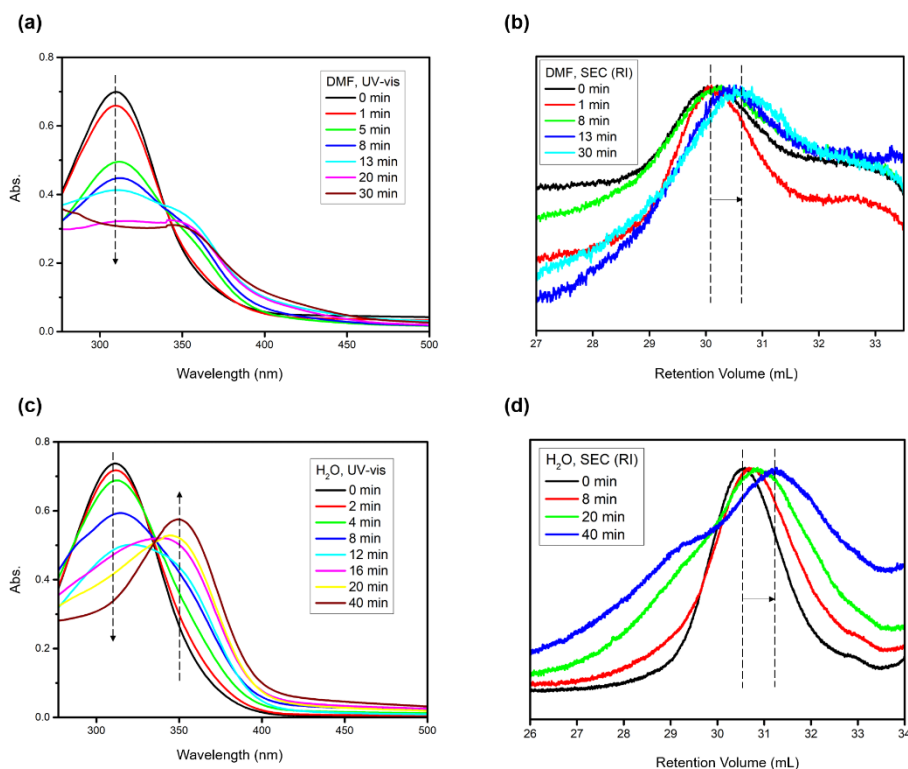 (a)
DMF, UV-vis
0 min
1 min
5 min
8 min
13 min
20 min
30 min
0.8
0.6
0.4
0.2
0.0
Abs.
300
350
400
450
500
Wavelength (nm)
(b)
DMF, SEC (RI)
0 min
1 min
8 min
13 min
30 min
27
28
29
30
31
32
33
Retention Volume (mL)
(c)
H₂O, UV-vis
0 min
2 min
4 min
8 min
12 min
16 min
20 min
40 min
0.8
0.6
0.4
0.2
0.0
Abs.
300
350
400
450
500
Wavelength (nm)
(d)
H₂O, SEC (RI)
0 min
8 min
20 min
40 min
26
27
28
29
30
31
32
33
34
Retention Volume (mL)